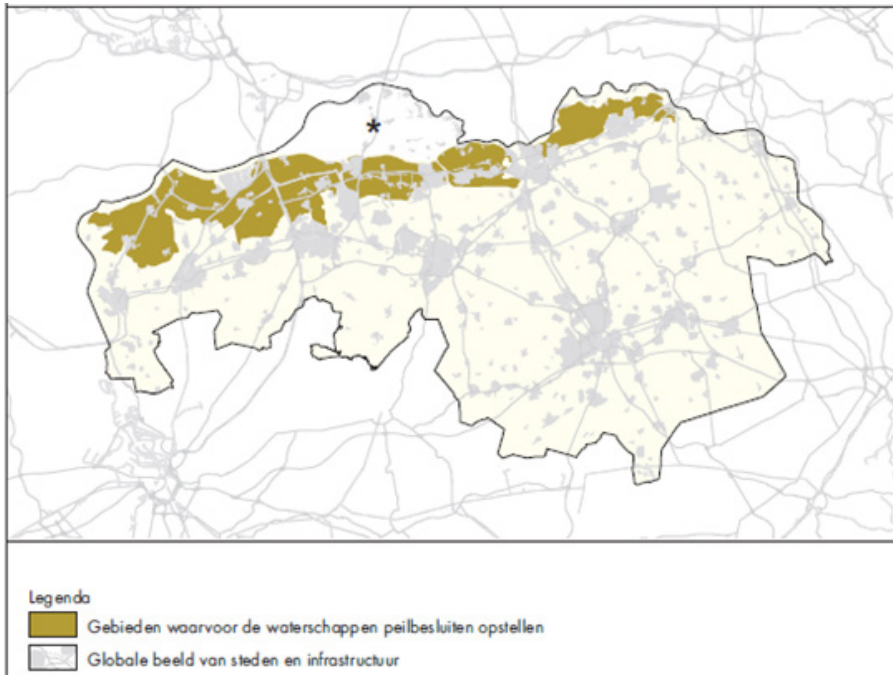 *
Legenda
Gebieden waarvoor de waterschappen peilbesluiten opstellen
Globale beeld van steden en infrastructuur